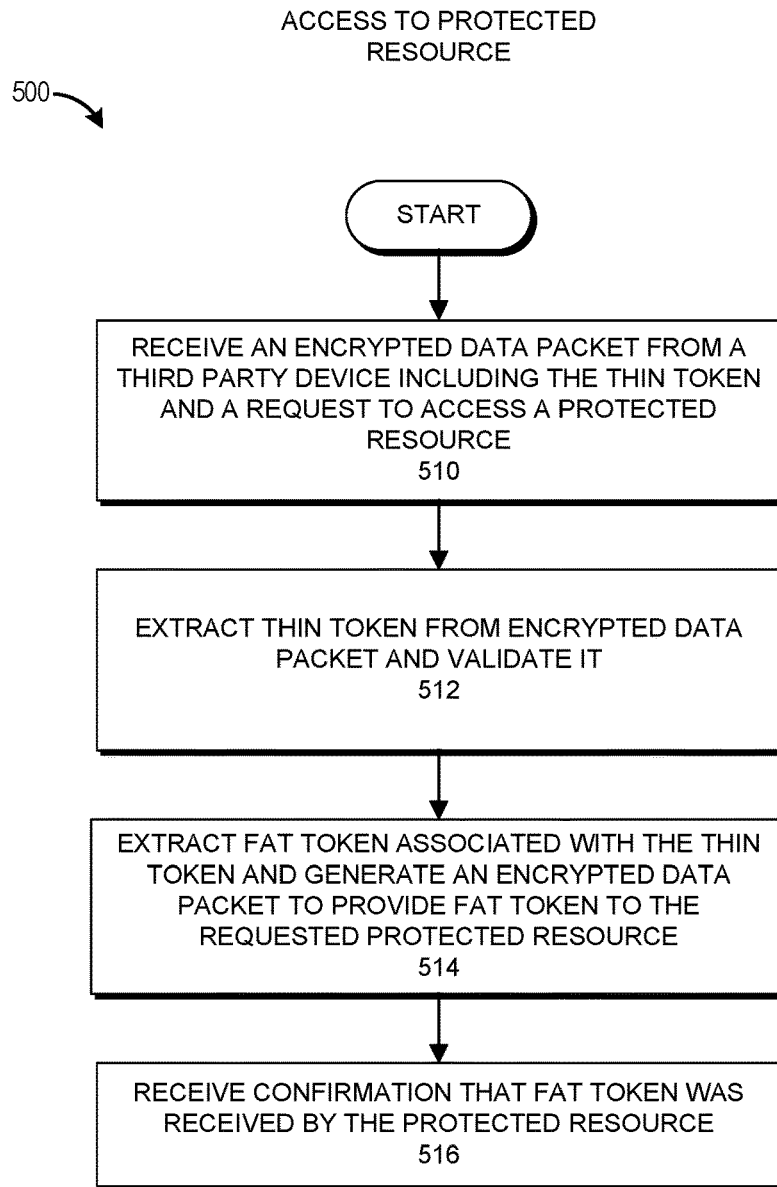 ACCESS TO PROTECTED
RESOURCE
500
START
RECEIVE AN ENCRYPTED DATA PACKET FROM A
THIRD PARTY DEVICE INCLUDING THE THIN TOKEN
AND A REQUEST TO ACCESS A PROTECTED
RESOURCE
510
EXTRACT THIN TOKEN FROM ENCRYPTED DATA
PACKET AND VALIDATE IT
512
EXTRACT FAT TOKEN ASSOCIATED WITH THE THIN
TOKEN AND GENERATE AN ENCRYPTED DATA
PACKET TO PROVIDE FAT TOKEN TO THE
REQUESTED PROTECTED RESOURCE
514
RECEIVE CONFIRMATION THAT FAT TOKEN WAS
RECEIVED BY THE PROTECTED RESOURCE
516